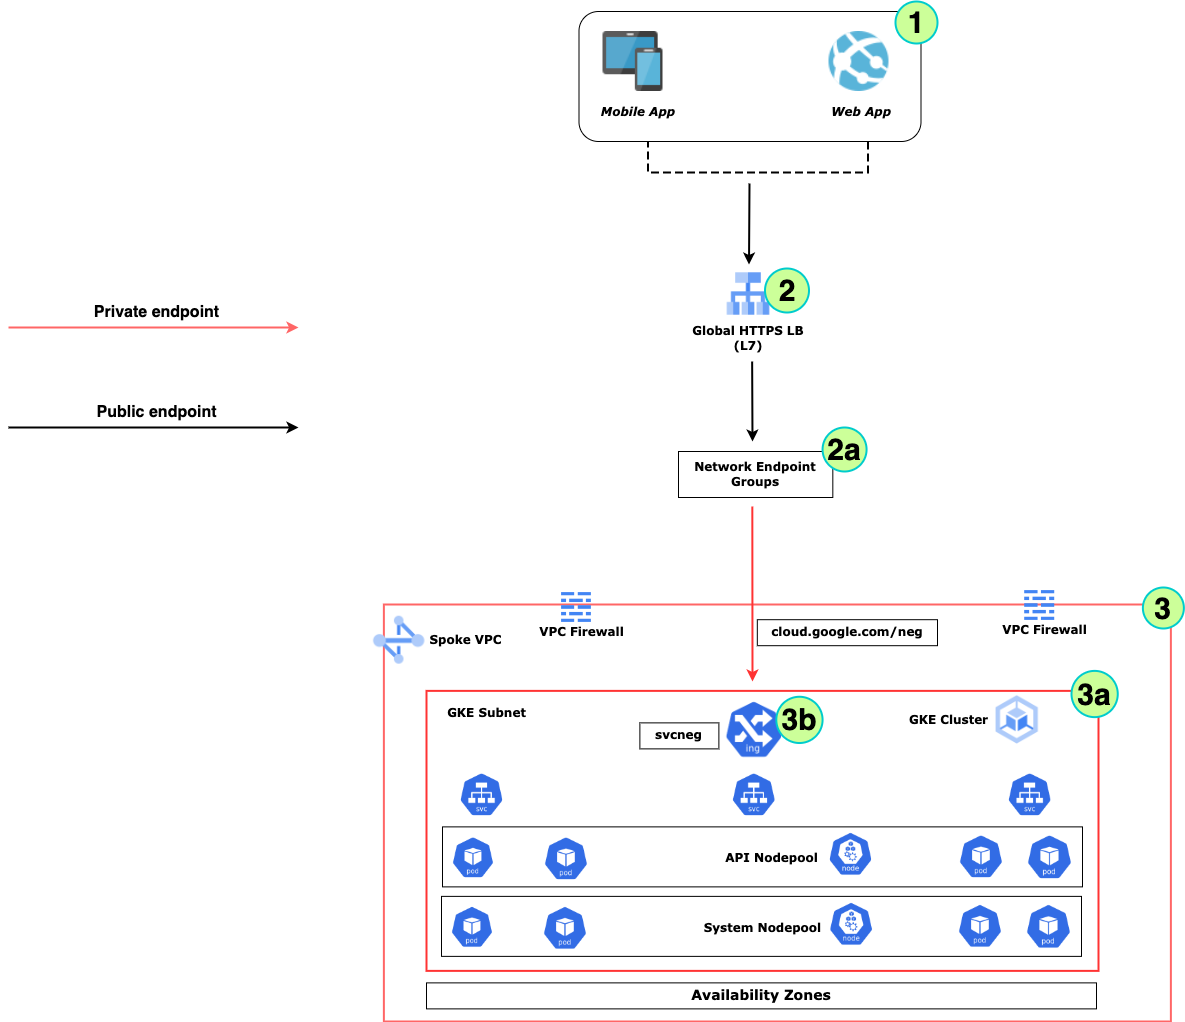 1
Mobile App
Web App
2
Global HTTPS LB
(L7)
Private endpoint
Public endpoint
2a
Network Endpoint
Groups
3
VPC Firewall
VPC Firewall
Spoke VPC
cloud.google.com/neg
3a
GKE Subnet
svcneg
ing
3b
GKE Cluster
svc
svc
svc
pod
pod
API Nodepool
node
pod
pod
pod
pod
System Nodepool
node
pod
pod
Availability Zones